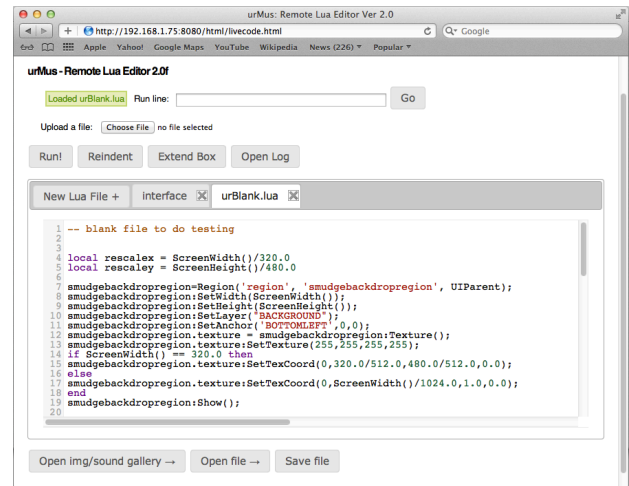 urMus: Remote Lua Editor Ver 2.0
http://192.168.1.75:8080/html/livecode.html
Google
Apple Yahoo! Google Maps YouTube Wikipedia News (226) Popular
urMus - Remote Lua Editor 2.0f
Loaded urBlank.lua Run line: Go
Upload a file: Choose File no file selected
Run! Reindent Extend Box Open Log
New Lua File + interface urBlank.lua
1 -- blank file to do testing
2
3
4 local rescalex = ScreenWidth()/320.0
5 local rescaley = ScreenHeight()/480.0
6
7 smudgebackdropregion=Region('region', 'smudgebackdropregion', UIParent);
8 smudgebackdropregion:SetWidth(ScreenWidth());
9 smudgebackdropregion:SetHeight(ScreenHeight());
10 smudgebackdropregion:SetLayer("BACKGROUND");
11 smudgebackdropregion:SetAnchor('BOTTOMLEFT',0,0);
12 smudgebackdropregion.texture = smudgebackdropregion:Texture();
13 smudgebackdropregion.texture:SetTexture(255,255,255,255);
14 if ScreenWidth() == 320.0 then
15 smudgebackdropregion.texture:SetTexCoord(0,320.0/512.0,480.0/512.0,0.0);
16 else
17 smudgebackdropregion.texture:SetTexCoord(0,ScreenWidth()/1024.0,1.0,0.0);
18 end
19 smudgebackdropregion:Show();
20
Open img/sound gallery → Open file → Save file